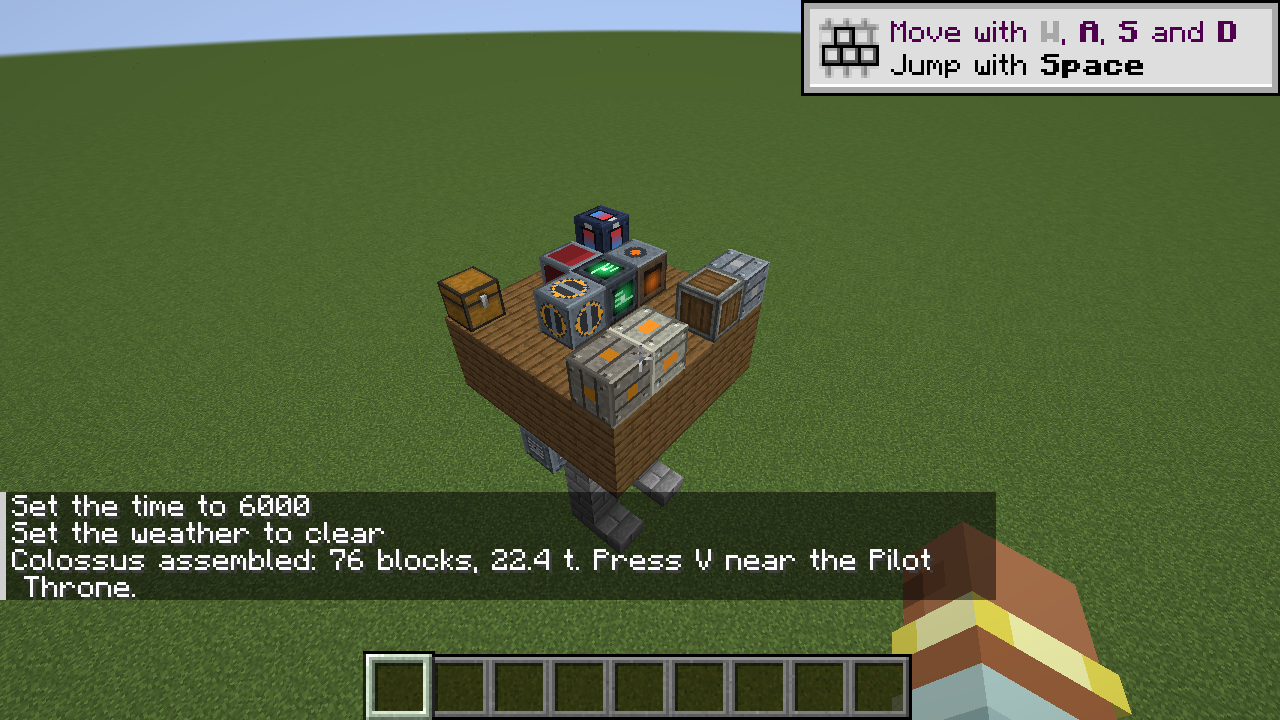 Move with W, A, S and D
Jump with Space
Set the time to 6000
Set the weather to clear
Colossus assembled: 76 blocks, 22.4 t. Press V near the Pilot
Throne.